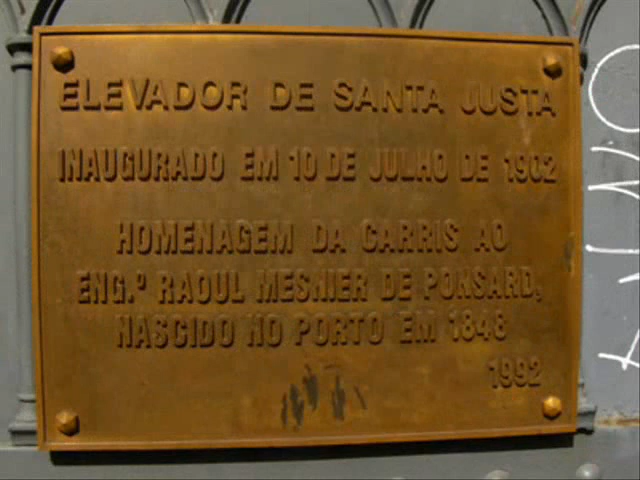 ELEVADOR DE SANTA JUSTA
INAUGURADO EM 10 DE JULHO DE 1902
HOMENAGEM DA CARRIS AO
ENG.º RAOUL MESNIER DE PONSARD,
NASCIDO NO PORTO EM 1848
1992